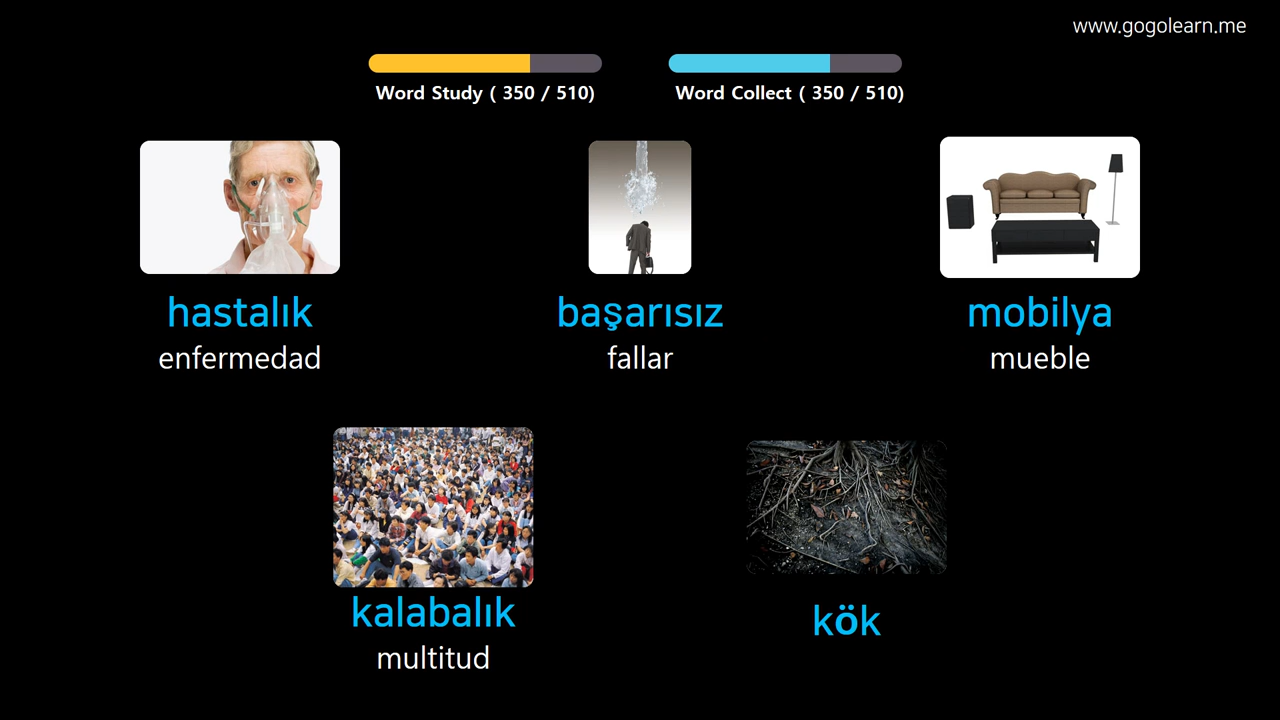 www.gogolearn.me
Word Study ( 350 / 510)
Word Collect ( 350 / 510)
hastalık
enfermedad
başarısız
fallar
mobilya
mueble
kalabalık
multitud
kök